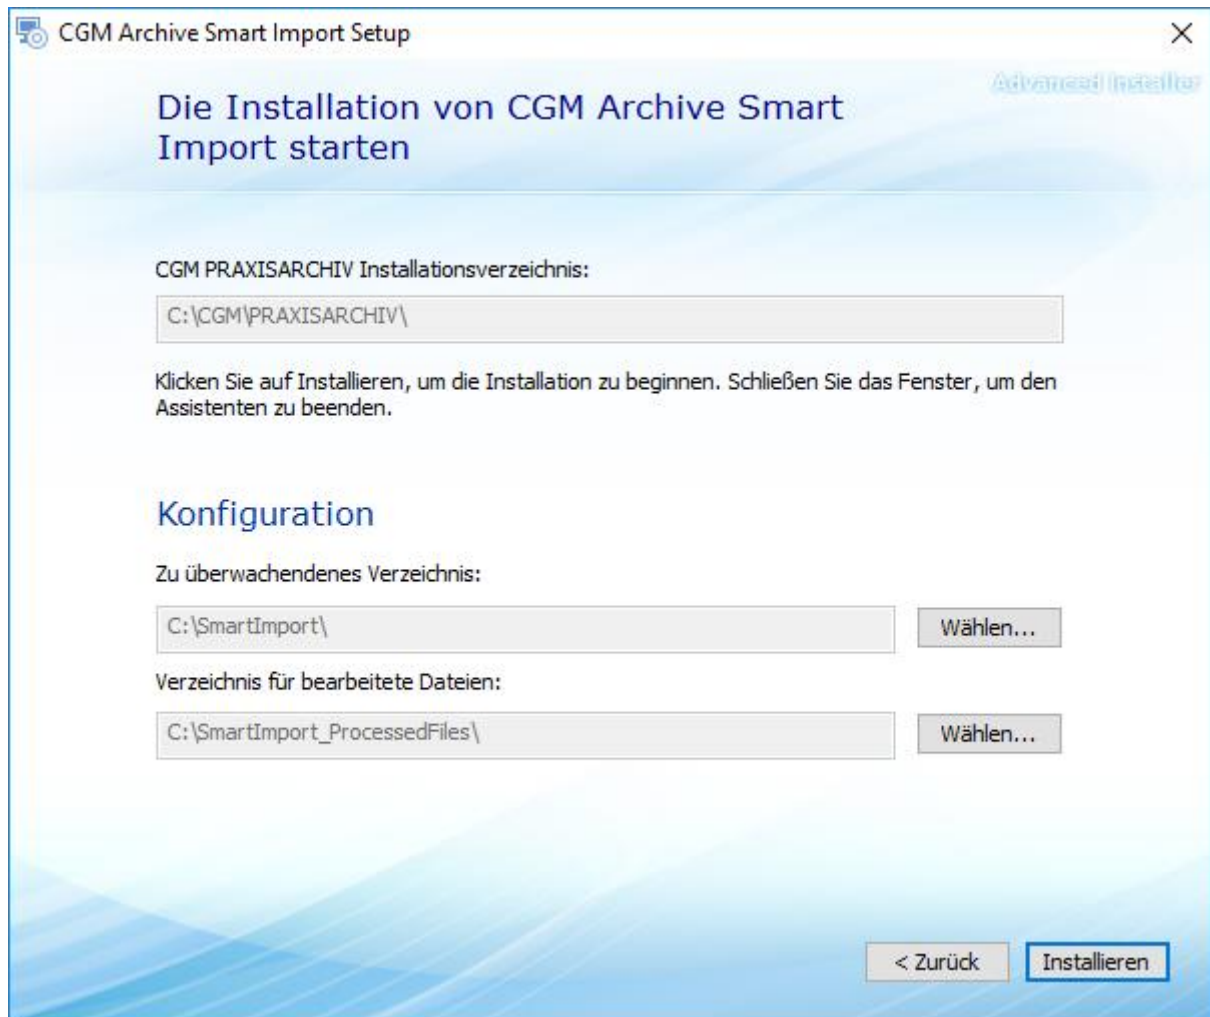 CGM Archive Smart Import Setup
Advanced Installer
Die Installation von CGM Archive Smart
Import starten
CGM PRAXISARCHIV Installationsverzeichnis:
C:\CGM\PRAXISARCHIV\
Klicken Sie auf Installieren, um die Installation zu beginnen. Schließen Sie das Fenster, um den
Assistenten zu beenden.
Konfiguration
Zu überwachendenes Verzeichnis:
C:\SmartImport\
Wählen...
Verzeichnis für bearbeitete Dateien:
C:\SmartImport_ProcessedFiles\
Wählen...
< Zurück
Installieren